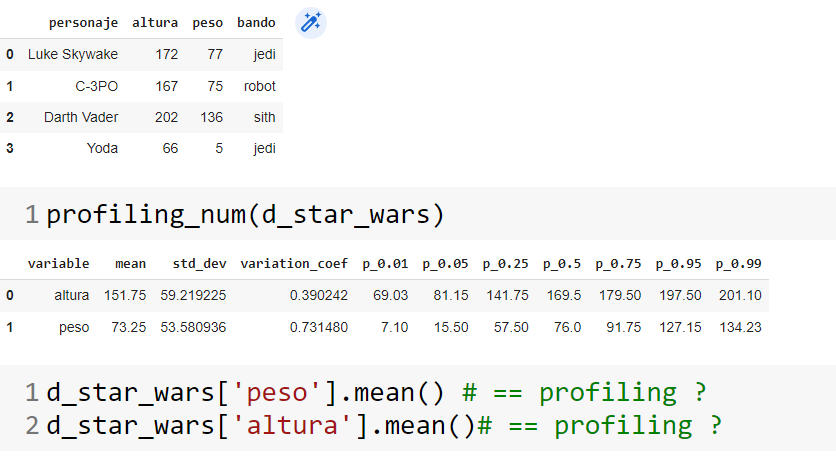 personaje altura peso bando
0 Luke Skywake 172 77 jedi
1 C-3PO 167 75 robot
2 Darth Vader 202 136 sith
3 Yoda 66 5 jedi
1 profiling_num(d_star_wars)
variable mean std_dev variation_coef p_0.01 p_0.05 p_0.25 p_0.5 p_0.75 p_0.95 p_0.99
0 altura 151.75 59.219225 0.390242 69.03 81.15 141.75 169.5 179.50 197.50 201.10
1 peso 73.25 53.580936 0.731480 7.10 15.50 57.50 76.0 91.75 127.15 134.23
1 d_star_wars['peso'].mean() # == profiling ?
2 d_star_wars['altura'].mean()# == profiling ?